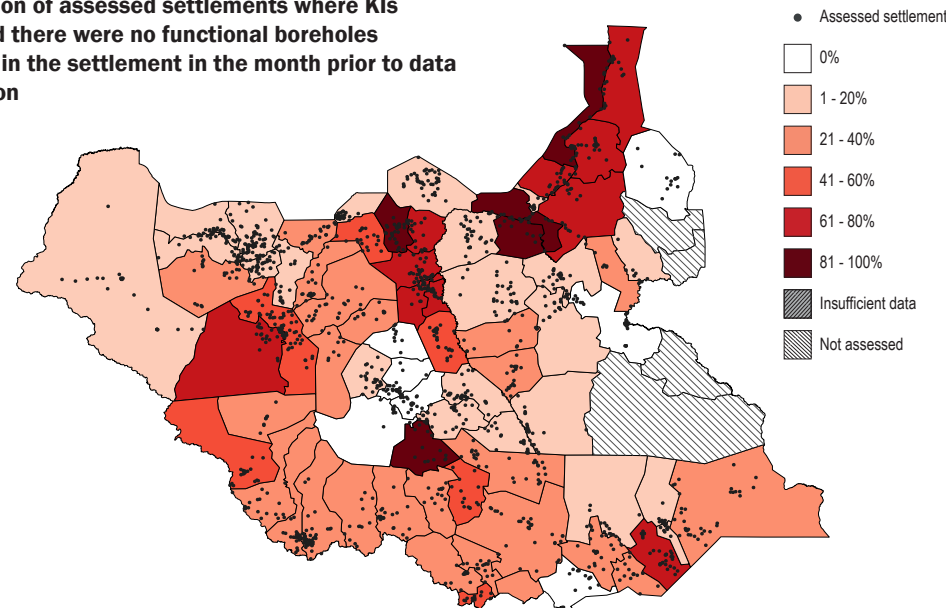 on of assessed settlements where KIs
d there were no functional boreholes
in the settlement in the month prior to data
on
Assessed settlement
0%
1 - 20%
21 - 40%
41 - 60%
61 - 80%
81 - 100%
Insufficient data
Not assessed